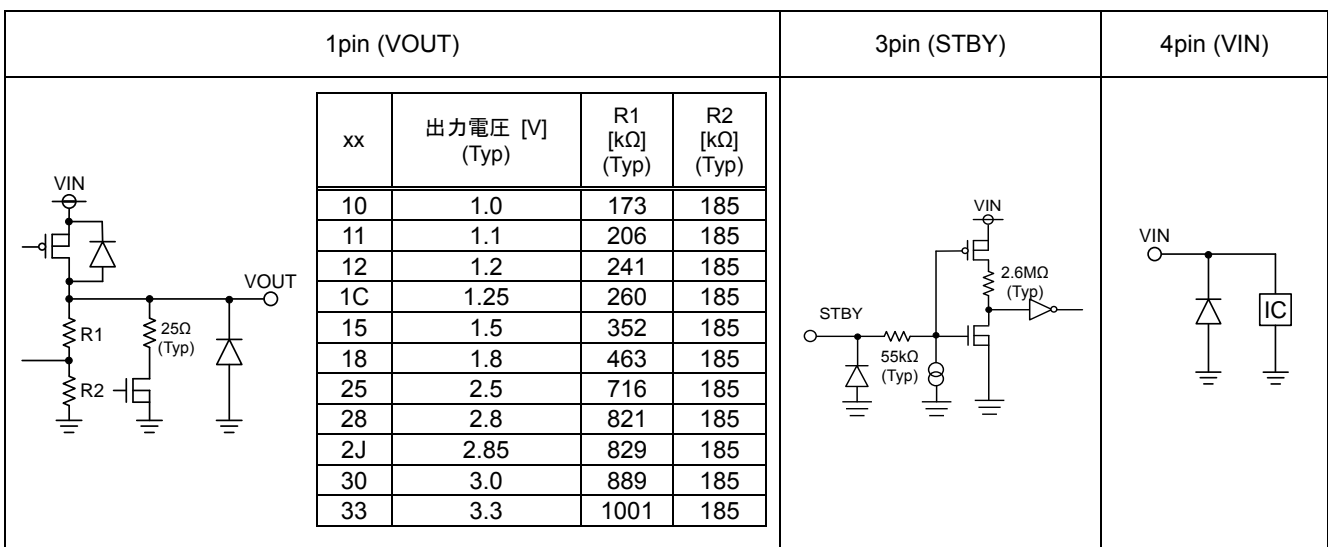 1pin (VOUT)
3pin (STBY)
4pin (VIN)
VIN
VOUT
R1
25Ω
(Typ)
R2
xx
出力電圧 [V]
(Typ)
R1
[kΩ]
(Typ)
R2
[kΩ]
(Typ)
10 1.0 173 185
11 1.1 206 185
12 1.2 241 185
1C 1.25 260 185
15 1.5 352 185
18 1.8 463 185
25 2.5 716 185
28 2.8 821 185
2J 2.85 829 185
30 3.0 889 185
33 3.3 1001 185
VIN
2.6MΩ
(Typ)
STBY
55kΩ
(Typ)
VIN
IC